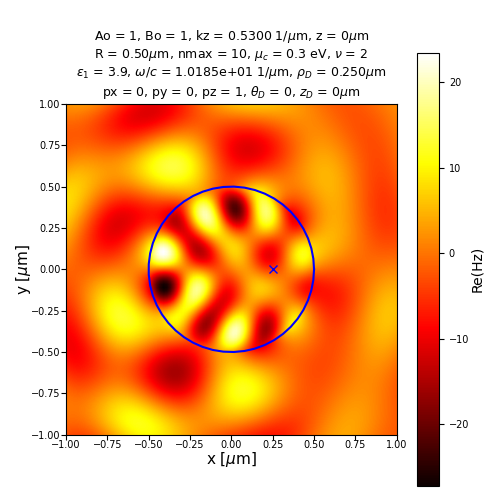 Ao = 1, Bo = 1, kz = 0.5300 1/μm, z = 0μm
R = 0.50μm, nmax = 10, μc = 0.3 eV, ν = 2
ε1 = 3.9, ω/c = 1.0185e+01 1/μm, ρD = 0.250μm
px = 0, py = 0, pz = 1, θD = 0, zD = 0μm
1.00
0.75
0.50
0.25
0.00
−0.25
−0.50
−0.75
−1.00
y [μm]
−1.00 −0.75 −0.50 −0.25 0.00 0.25 0.50 0.75 1.00
x [μm]
20
10
0
−10
−20
Re(Hz)